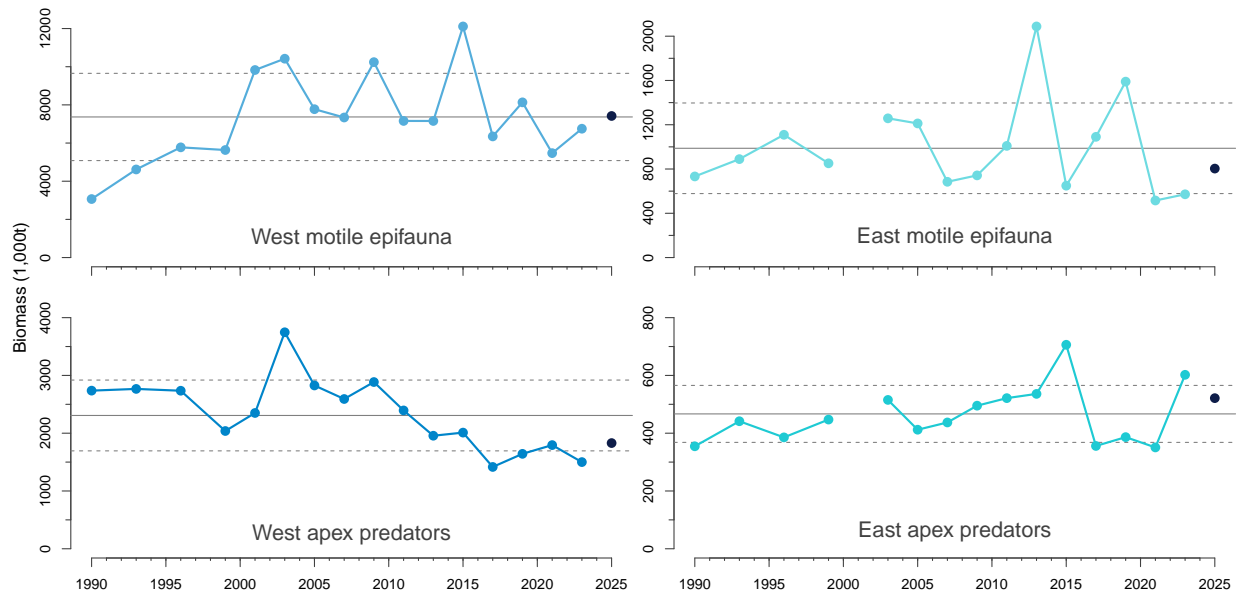 Biomass (1,000t)
0 4000 8000 12000
West motile epifauna
0 400 800 1200 1600 2000
East motile epifauna
0 1000 2000 3000 4000
West apex predators
1990 1995 2000 2005 2010 2015 2020 2025
0 200 400 600 800
East apex predators
1990 1995 2000 2005 2010 2015 2020 2025